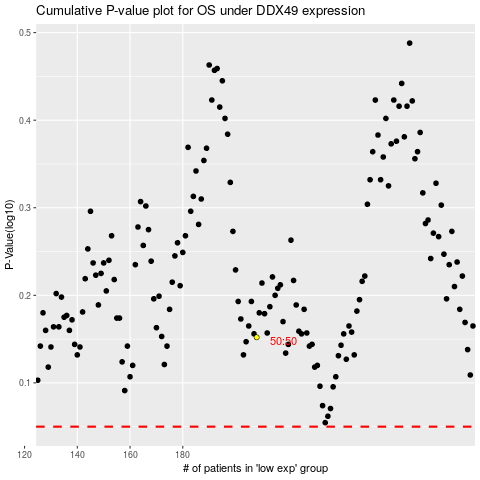 Cumulative P-value plot for OS under DDX49 expression
0.5
0.4
0.3
0.2
0.1
P-Value(log10)
50:50
120 140 160 180
# of patients in 'low exp' group